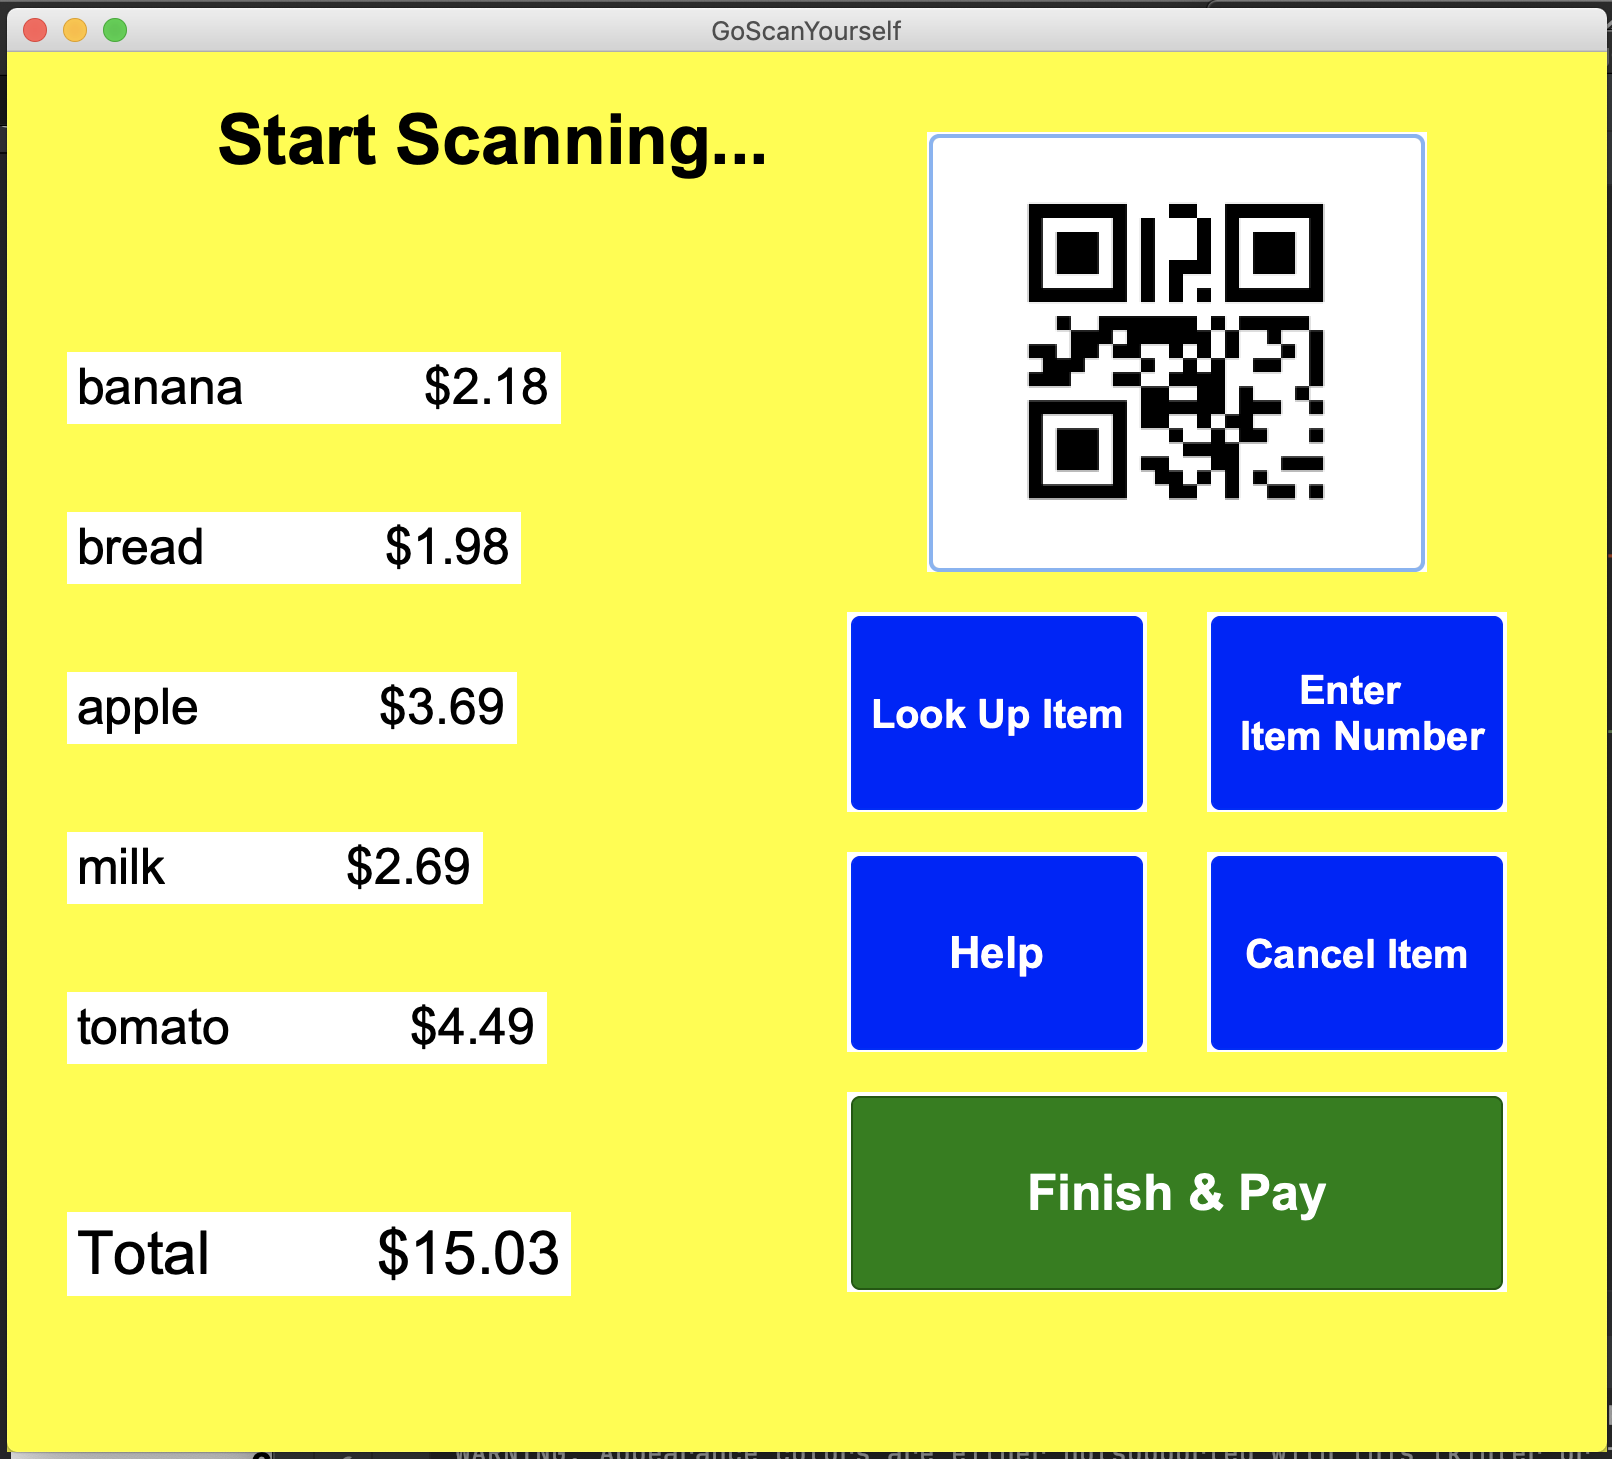 GoScanYourself
Start Scanning...
banana $2.18
bread $1.98
apple $3.69
milk $2.69
tomato $4.49
Total $15.03
Look Up Item
Enter
Item Number
Help
Cancel Item
Finish & Pay